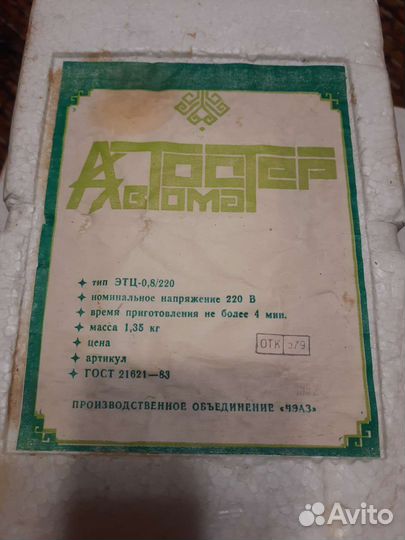 АвтомаТ
ТОСТЕР
тип ЭТЦ-0,8/220
номинальное напряжение 220 В
время приготовления не более 4 мин.
масса 1,35 кг
цена
артикул
ГОСТ 21621—83
ОТК 579
ПРОИЗВОДСТВЕННОЕ ОБЪЕДИНЕНИЕ «ЧЭАЗ»
Avito